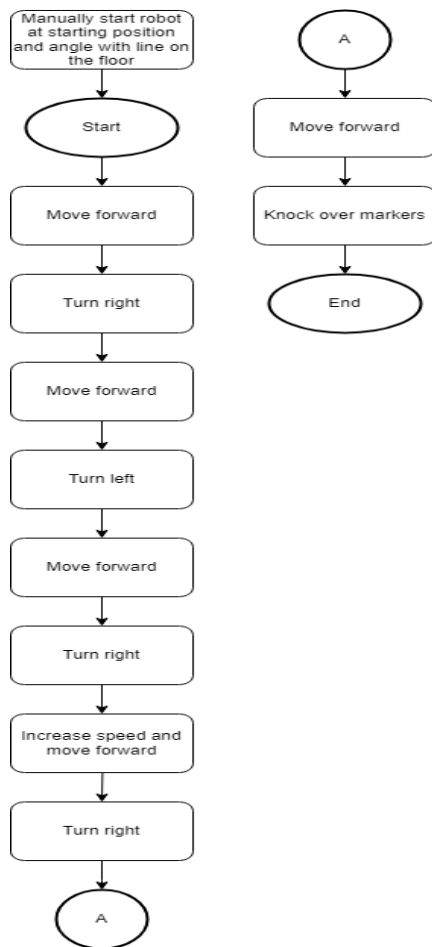 Manually start robot
at starting position
and angle with line on
the floor
Start
Move forward
Turn right
Move forward
Turn left
Move forward
Turn right
Increase speed and
move forward
Turn right
A
A
Move forward
Knock over markers
End